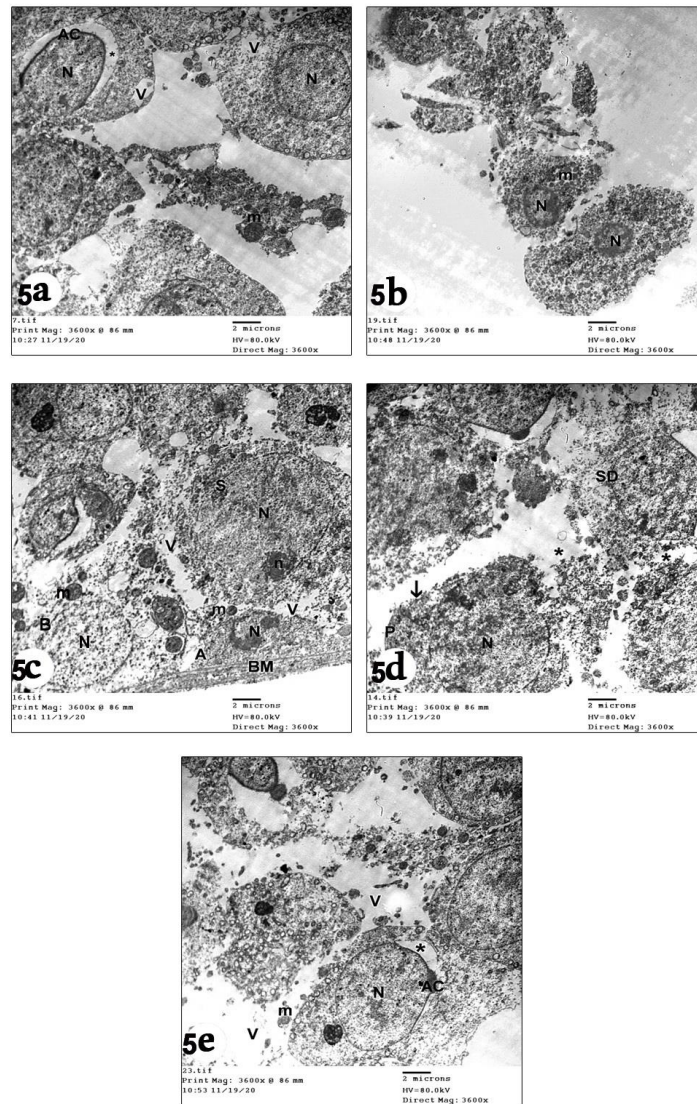 AC
*
N
V
V
N
m
5a
7.tif
Print Mag: 3600x @ 86 mm
10:27 11/19/20
2 microns
HV=80.0kV
Direct Mag: 3600x
m
N
N
5b
19.tif
Print Mag: 3600x @ 86 mm
10:48 11/19/20
2 microns
HV=80.0kV
Direct Mag: 3600x
S
N
V
n
m
m
V
B
N
N
A
BM
5c
16.tif
Print Mag: 3600x @ 86 mm
10:41 11/19/20
2 microns
HV=80.0kV
Direct Mag: 3600x
SD
*
*
↓
P
N
5d
14.tif
Print Mag: 3600x @ 86 mm
10:39 11/19/20
2 microns
HV=80.0kV
Direct Mag: 3600x
V
*
AC
N
m
V
5e
23.tif
Print Mag: 3600x @ 86 mm
10:53 11/19/20
2 microns
HV=80.0kV
Direct Mag: 3600x